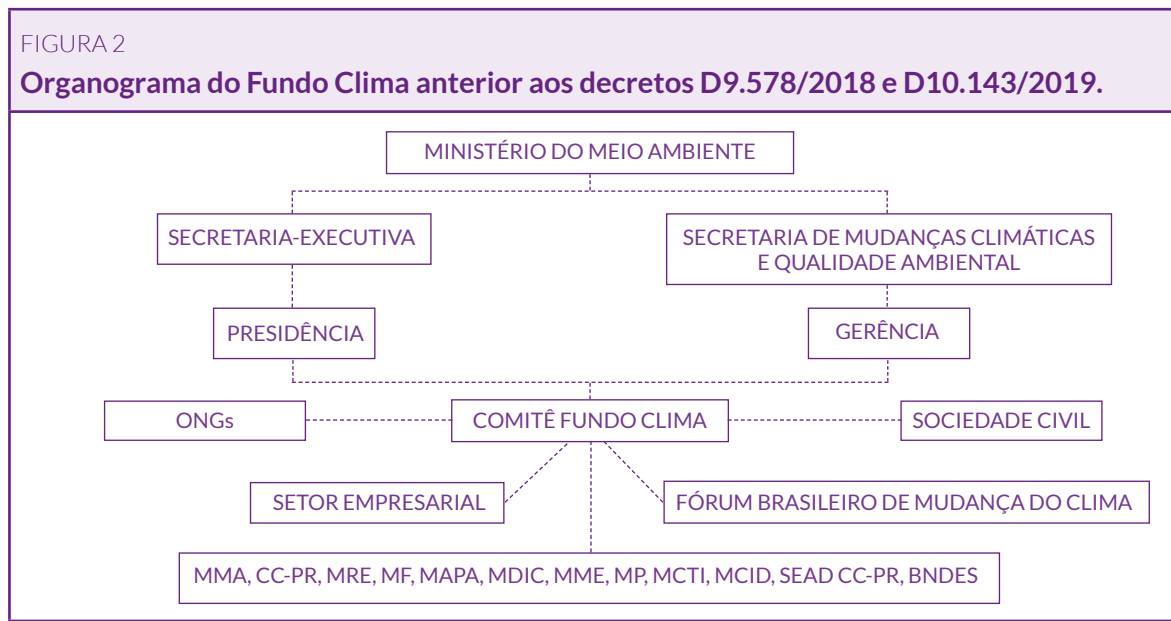 FIGURA 2
Organograma do Fundo Clima anterior aos decretos D9.578/2018 e D10.143/2019.
MINISTÉRIO DO MEIO AMBIENTE
SECRETARIA-EXECUTIVA
SECRETARIA DE MUDANÇAS CLIMÁTICAS
E QUALIDADE AMBIENTAL
PRESIDÊNCIA
GERÊNCIA
ONGs
COMITÊ FUNDO CLIMA
SOCIEDADE CIVIL
SETOR EMPRESARIAL
FÓRUM BRASILEIRO DE MUDANÇA DO CLIMA
MMA, CC-PR, MRE, MF, MAPA, MDIC, MME, MP, MCTI, MCID, SEAD CC-PR, BNDES